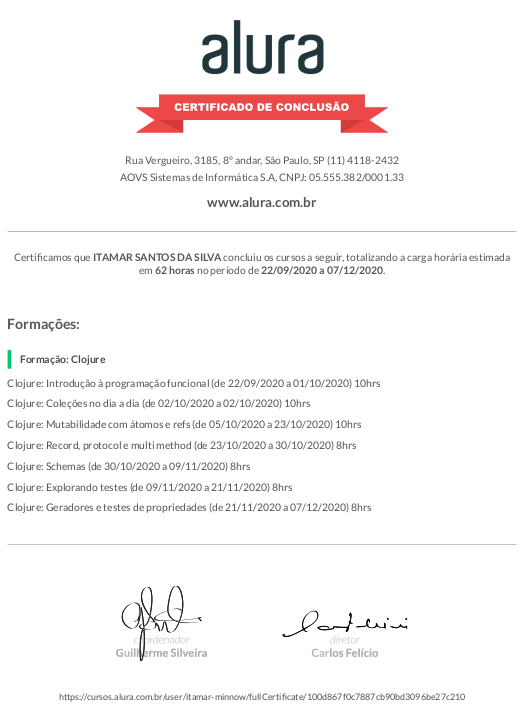 alura
CERTIFICADO DE CONCLUSÃO
Rua Vergueiro, 3185, 8º andar, São Paulo, SP (11) 4118-2432
AOVS Sistemas de Informática S.A, CNPJ: 05.555.382/0001.33
www.alura.com.br
Certificamos que ITAMAR SANTOS DA SILVA concluiu os cursos a seguir, totalizando a carga horária estimada
em 62 horas no período de 22/09/2020 a 07/12/2020.
Formações:
Formação: Clojure
Clojure: Introdução à programação funcional (de 22/09/2020 a 01/10/2020) 10hrs
Clojure: Coleções no dia a dia (de 02/10/2020 a 02/10/2020) 10hrs
Clojure: Mutabilidade com átomos e refs (de 05/10/2020 a 23/10/2020) 10hrs
Clojure: Record, protocol e multi method (de 23/10/2020 a 30/10/2020) 8hrs
Clojure: Schemas (de 30/10/2020 a 09/11/2020) 8hrs
Clojure: Explorando testes (de 09/11/2020 a 21/11/2020) 8hrs
Clojure: Geradores e testes de propriedades (de 21/11/2020 a 07/12/2020) 8hrs
coordenador
Guilherme Silveira
diretor
Carlos Felício
https://cursos.alura.com.br/user/itamar-minnow/fullCertificate/100d867f0c7887cb90bd3096be27c210